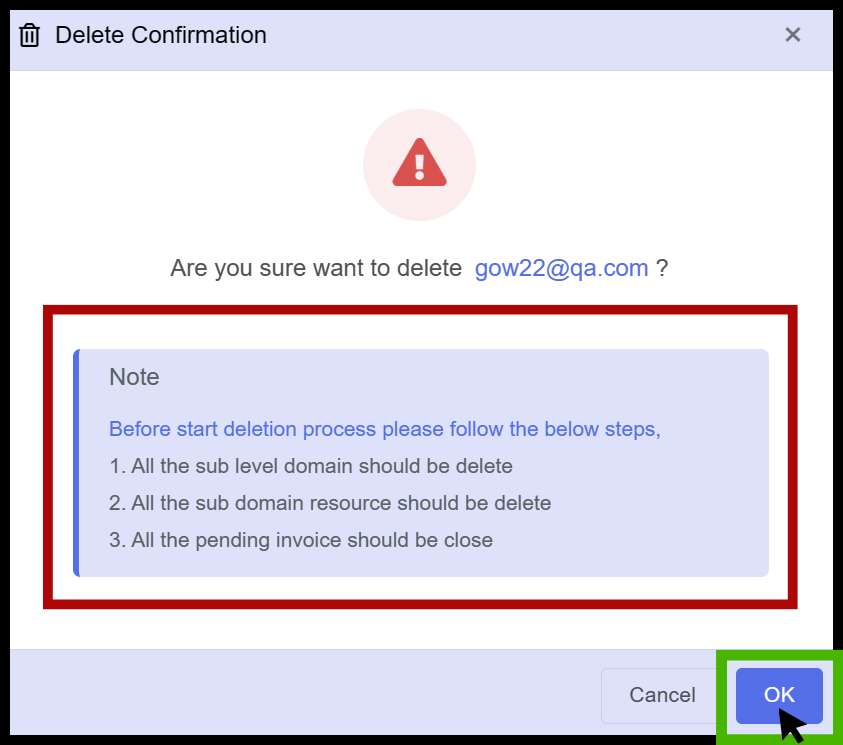 Delete Confirmation
Are you sure want to delete gow22@qa.com ?
Note
Before start deletion process please follow the below steps,
1. All the sub level domain should be delete
2. All the sub domain resource should be delete
3. All the pending invoice should be close
Cancel OK